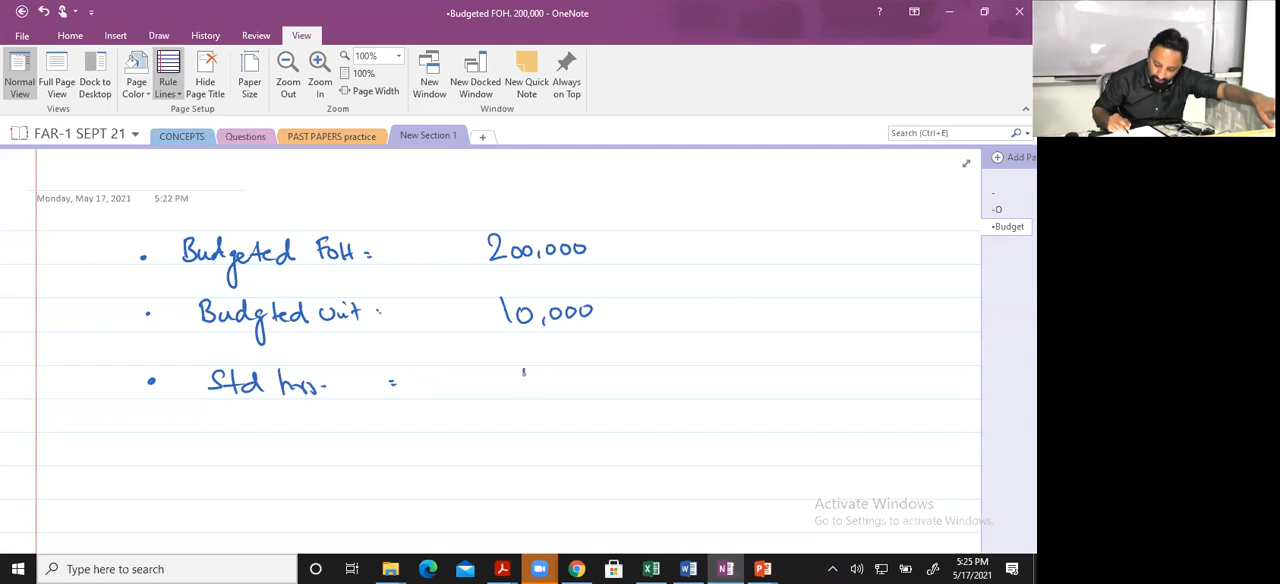 •Budgeted FOH. 200,000 - OneNote
?
File Home Insert Draw History Review View
Normal View
Full Page View
Dock to Desktop
Views
Page Color
Rule Lines
Hide Page Title
Page Setup
Paper Size
Zoom Out
Zoom In
100%
100%
Page Width
Zoom
New Window
New Docked Window
New Quick Note
Always on Top
Window
FAR-1 SEPT 21
CONCEPTS
Questions
PAST PAPERS practice
New Section 1
+
Search (Ctrl+E)
Add Pa
-
-O
•Budget
Monday, May 17, 2021 5:22 PM
• Budgeted FOH = 200,000
• Budgted Unit : 10,000
• Std hrs. =
Activate Windows
Go to Settings to activate Windows.
Type here to search
5:25 PM
5/17/2021